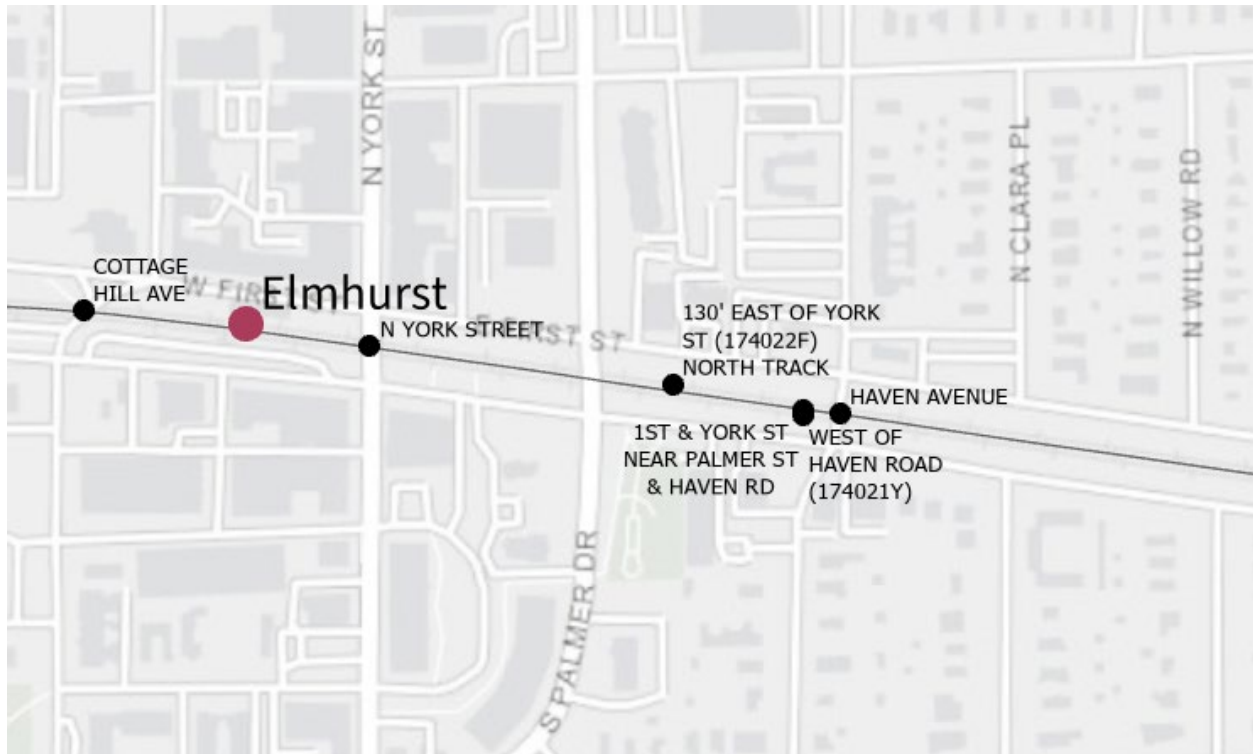 N YORK ST
N CLARA PL
N WILLOW RD
COTTAGE
HILL AVE
W FIRST ST
Elmhurst
N YORK STREET
E FIRST ST
130' EAST OF YORK
ST (174022F)
NORTH TRACK
HAVEN AVENUE
1ST & YORK ST
NEAR PALMER ST
& HAVEN RD
WEST OF
HAVEN ROAD
(174021Y)
S PALMER DR